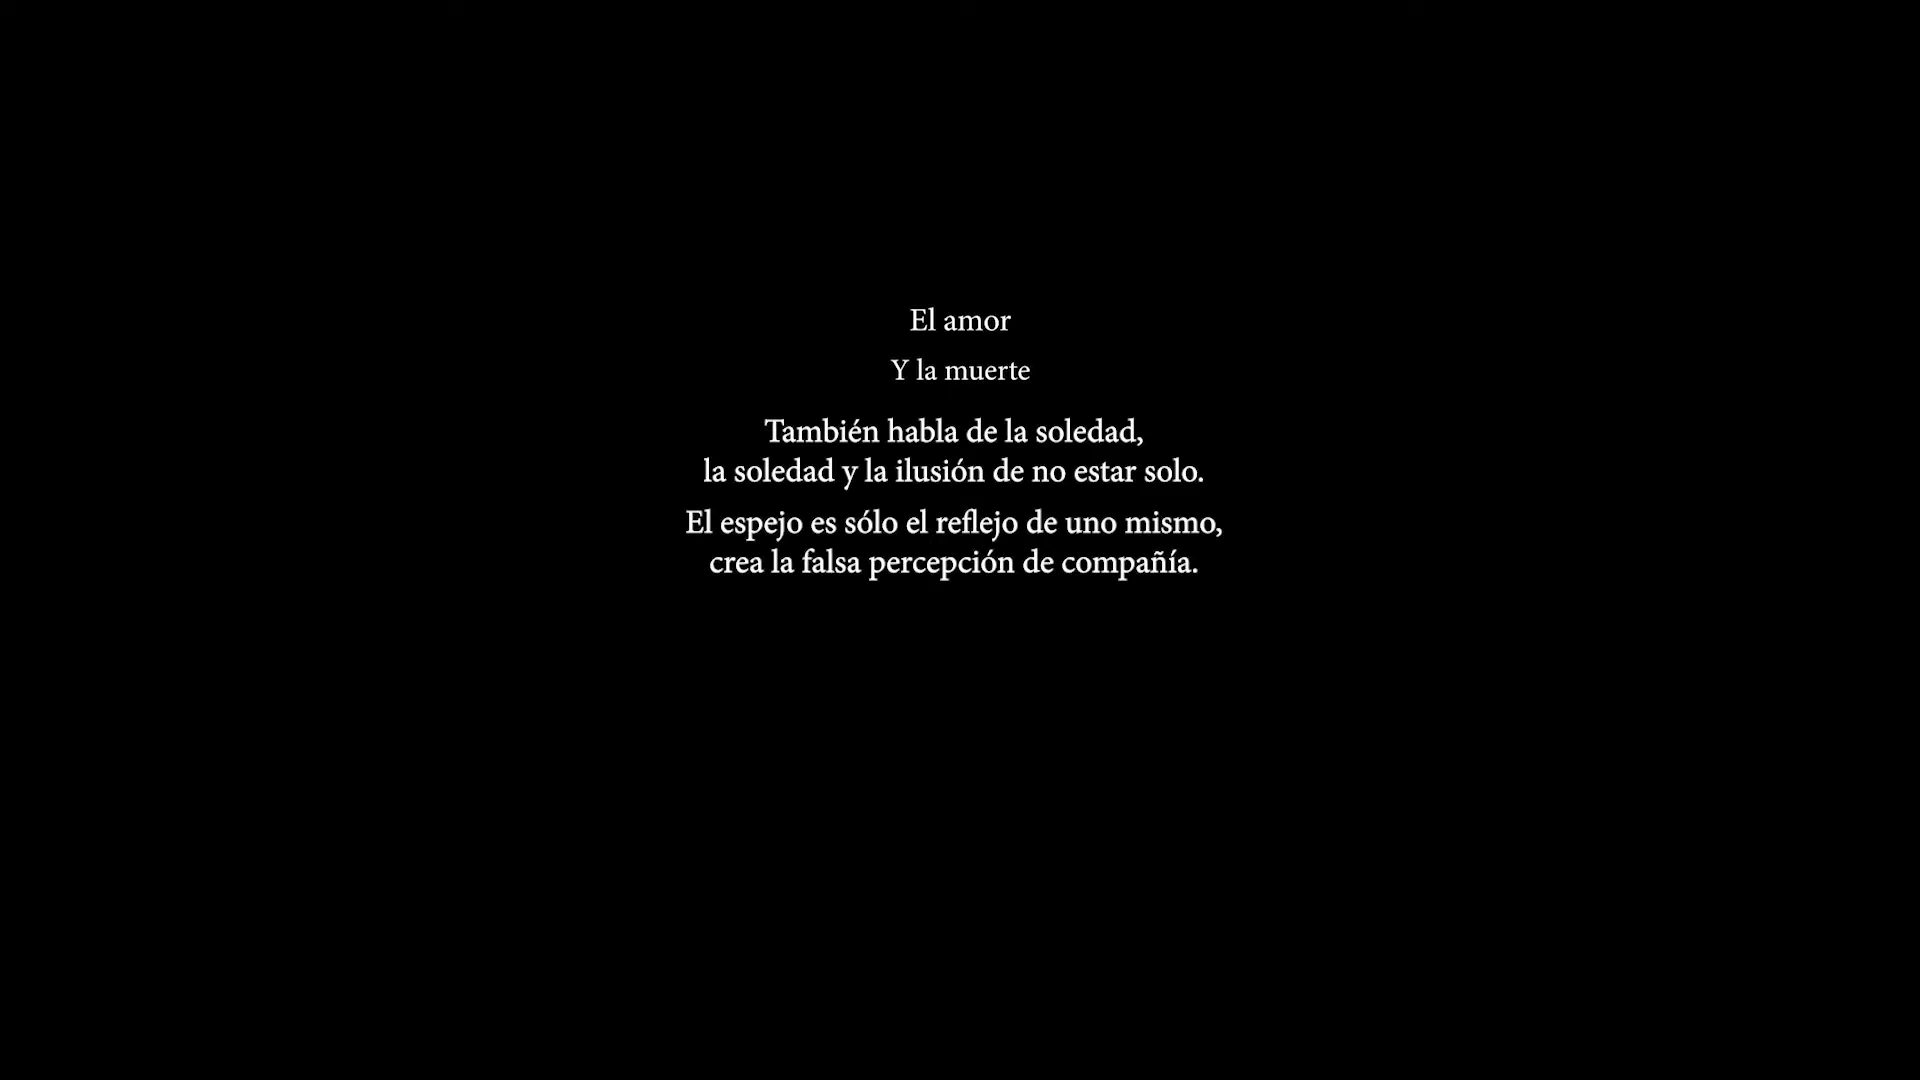 El amor
Y la muerte
También habla de la soledad,
la soledad y la ilusión de no estar solo.
El espejo es sólo el reflejo de uno mismo,
crea la falsa percepción de compañía.